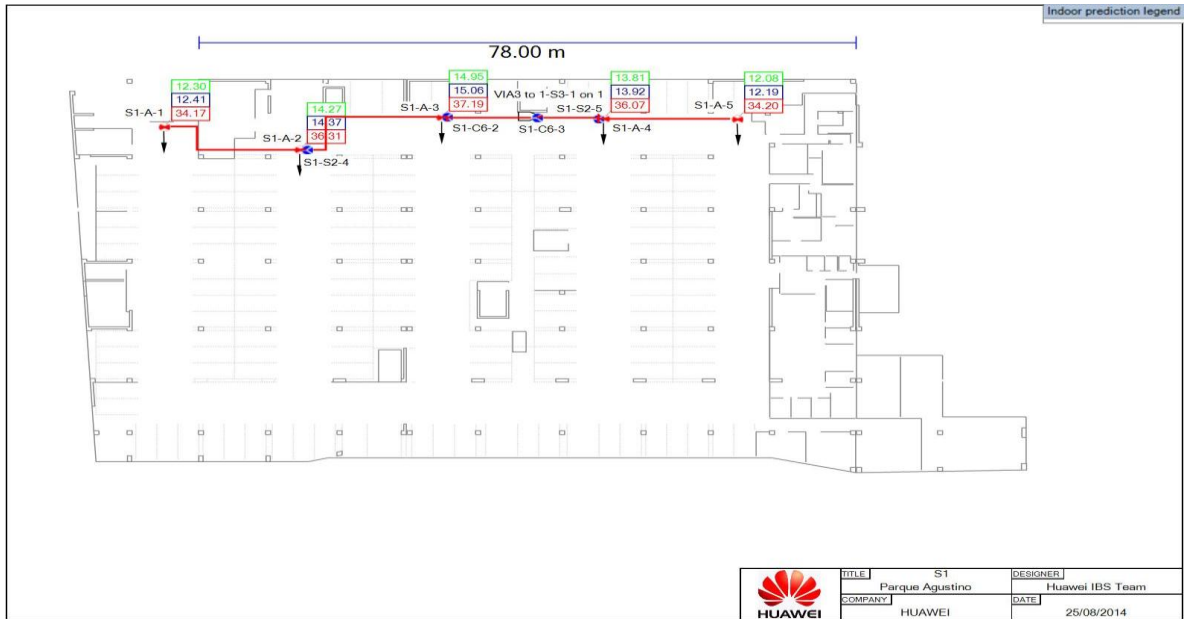 Indoor prediction legend
78.00 m
12.30
12.41
34.17
S1-A-1
14.27
14.37
36.31
S1-A-2
S1-S2-4
14.95
15.06
37.19
S1-A-3
S1-C6-2
VIA3 to 1-S3-1 on 1
S1-C6-3
13.81
13.92
36.07
S1-S2-5
S1-A-4
12.08
12.19
34.20
S1-A-5
HUAWEI
TITLE S1
Parque Agustino
DESIGNER
Huawei IBS Team
COMPANY
HUAWEI
DATE
25/08/2014